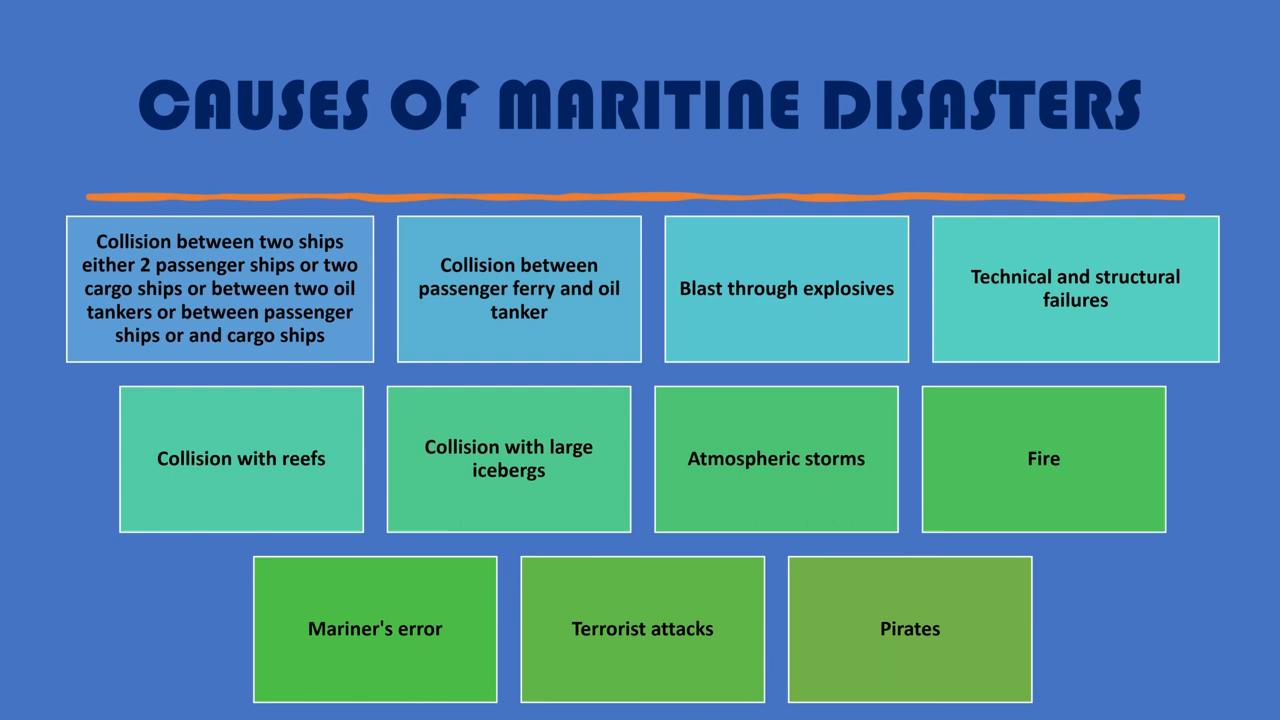 CAUSES OF MARITINE DISASTERS
Collision between two ships
either 2 passenger ships or two
cargo ships or between two oil
tankers or between passenger
ships or and cargo ships
Collision between
passenger ferry and oil
tanker
Blast through explosives
Technical and structural
failures
Collision with reefs
Collision with large
icebergs
Atmospheric storms
Fire
Mariner's error
Terrorist attacks
Pirates